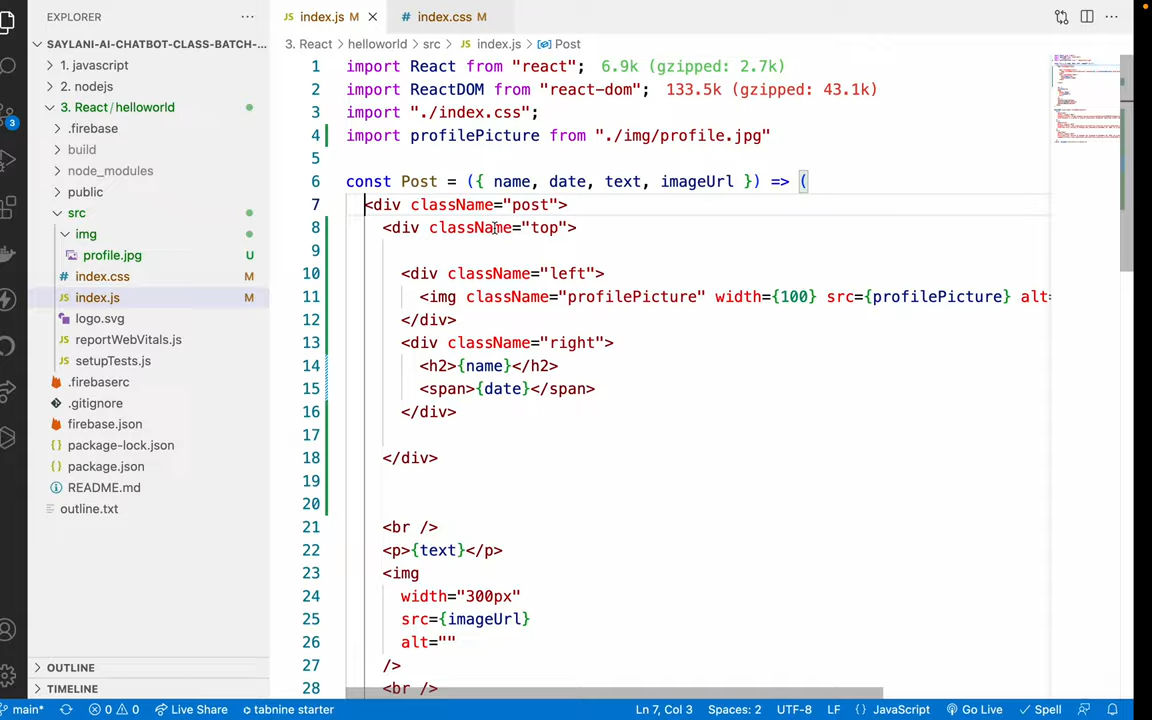 EXPLORER
SAYLANI-AI-CHATBOT-CLASS-BATCH-...
1. javascript
2. nodejs
3. React / helloworld
.firebase
build
node_modules
public
src
img
profile.jpg U
index.css M
JS index.js M
logo.svg
JS reportWebVitals.js
JS setupTests.js
.firebaserc
.gitignore
firebase.json
{} package-lock.json
{} package.json
README.md
outline.txt
OUTLINE
TIMELINE
3
JS index.js M
# index.css M
3. React > helloworld > src > JS index.js > Post
1 import React from "react"; 6.9k (gzipped: 2.7k)
2 import ReactDOM from "react-dom"; 133.5k (gzipped: 43.1k)
3 import "./index.css";
4 import profilePicture from "./img/profile.jpg"
5
6 const Post = ({ name, date, text, imageUrl }) => (
7 <div className="post">
8 <div className="top">
9
10 <div className="left">
11 <img className="profilePicture" width={100} src={profilePicture} alt=
12 </div>
13 <div className="right">
14 <h2>{name}</h2>
15 <span>{date}</span>
16 </div>
17
18 </div>
19
20
21 <br />
22 <p>{text}</p>
23 <img
24 width="300px"
25 src={imageUrl}
26 alt=""
27 />
28 <br />
main* 0 0 Live Share tabnine starter Ln 7, Col 3 Spaces: 2 UTF-8 LF {} JavaScript Go Live Spell